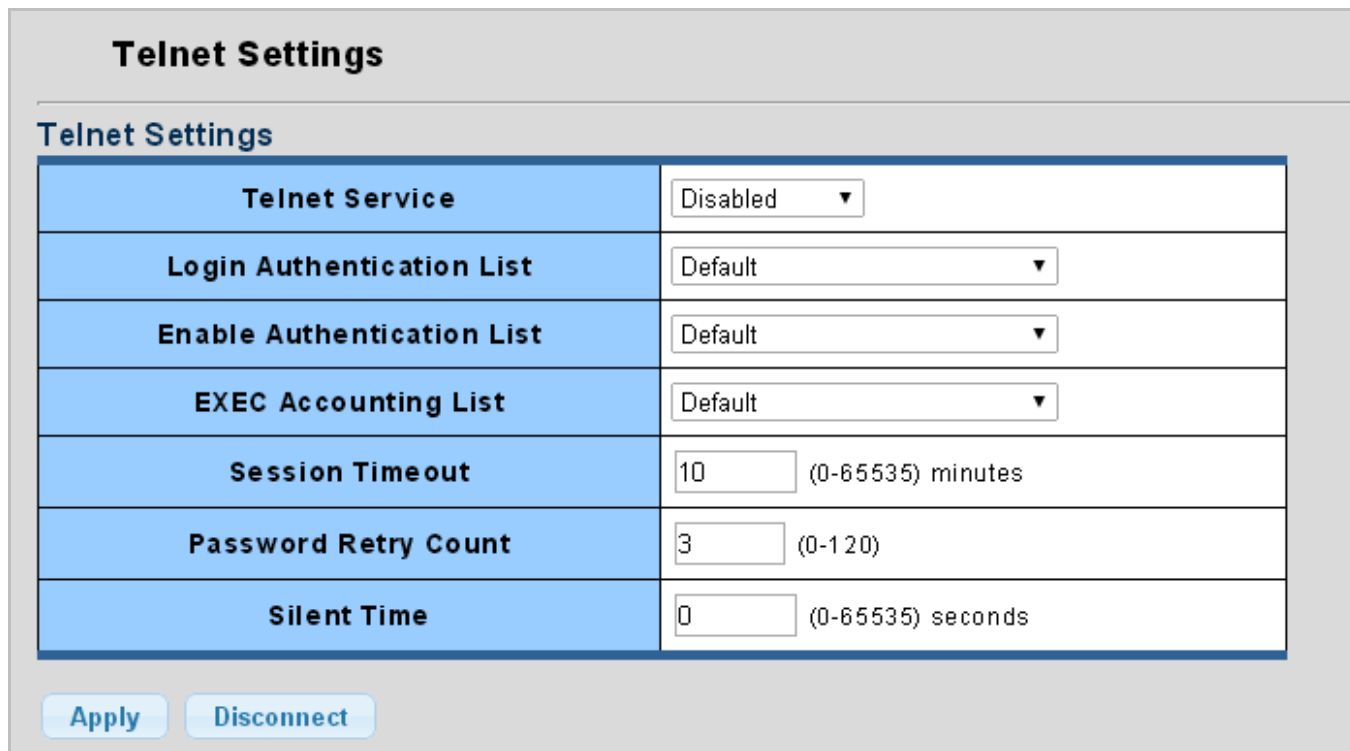 Telnet Settings
Telnet Settings
Telnet Service Disabled
Login Authentication List Default
Enable Authentication List Default
EXEC Accounting List Default
Session Timeout 10 (0-65535) minutes
Password Retry Count 3 (0-120)
Silent Time 0 (0-65535) seconds
Apply Disconnect